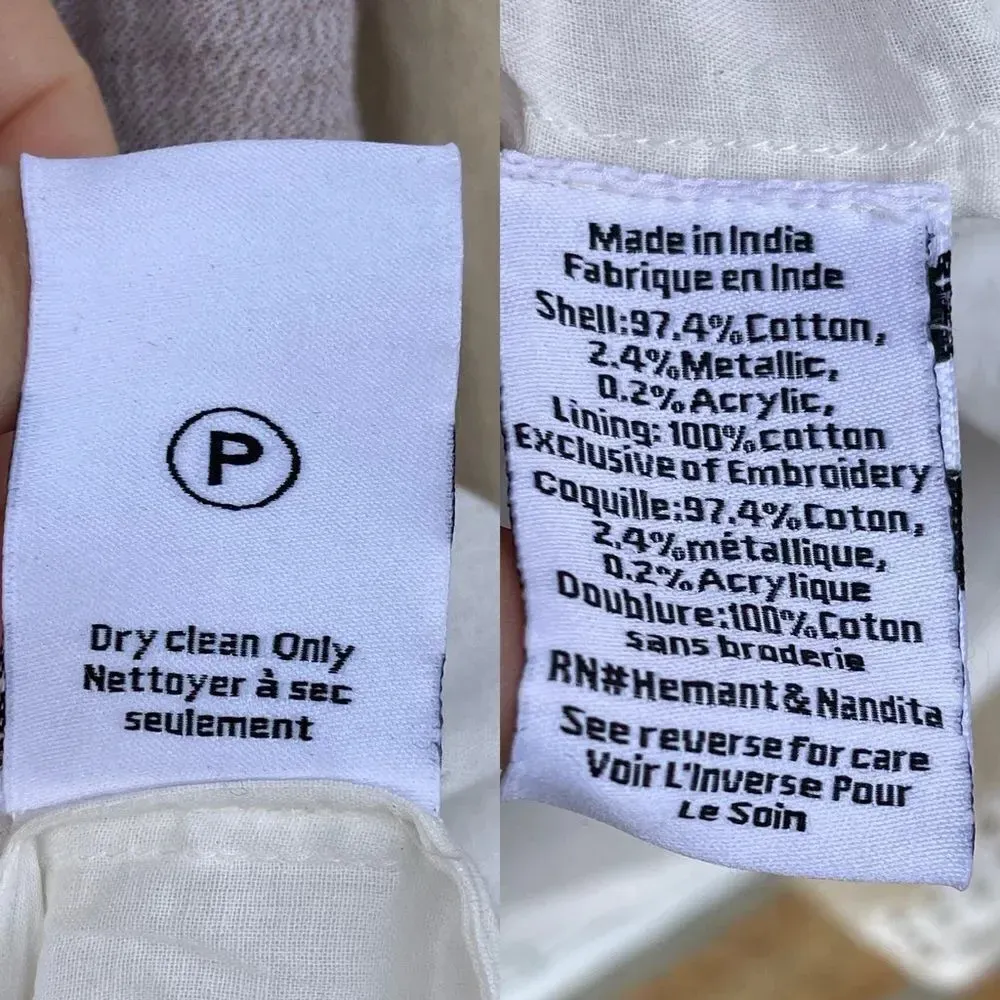 P
Dry clean Only
Nettoyer à sec
seulement
Made in India
Fabrique en Inde
Shell:97.4%Cotton,
2.4%Metallic,
0.2%Acrylic,
Lining:100%cotton
Exclusive of Embroidery
Coquille:97.4%Coton,
2.4%métallique,
0.2%Acrylique
Doublure:100%Coton
sans broderie
RN#Hemant&Nandita
See reverse for care
Voir L'Inverse Pour
Le Soin